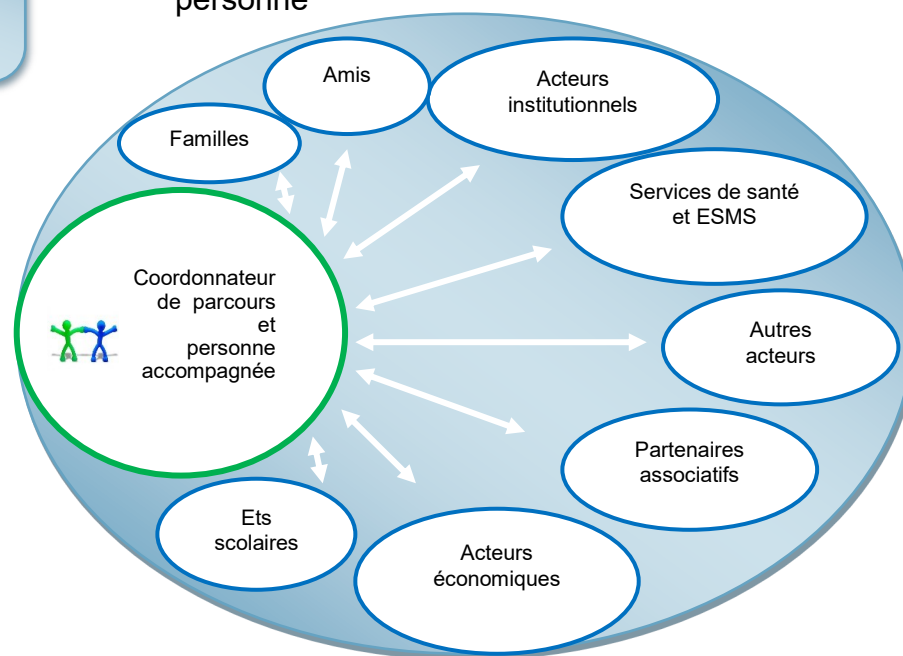 personne
Amis
Acteurs
institutionnels
Familles
Services de santé
et ESMS
Coordonnateur
de parcours
et
personne
accompagnée
Autres
acteurs
Partenaires
associatifs
Ets
scolaires
Acteurs
économiques